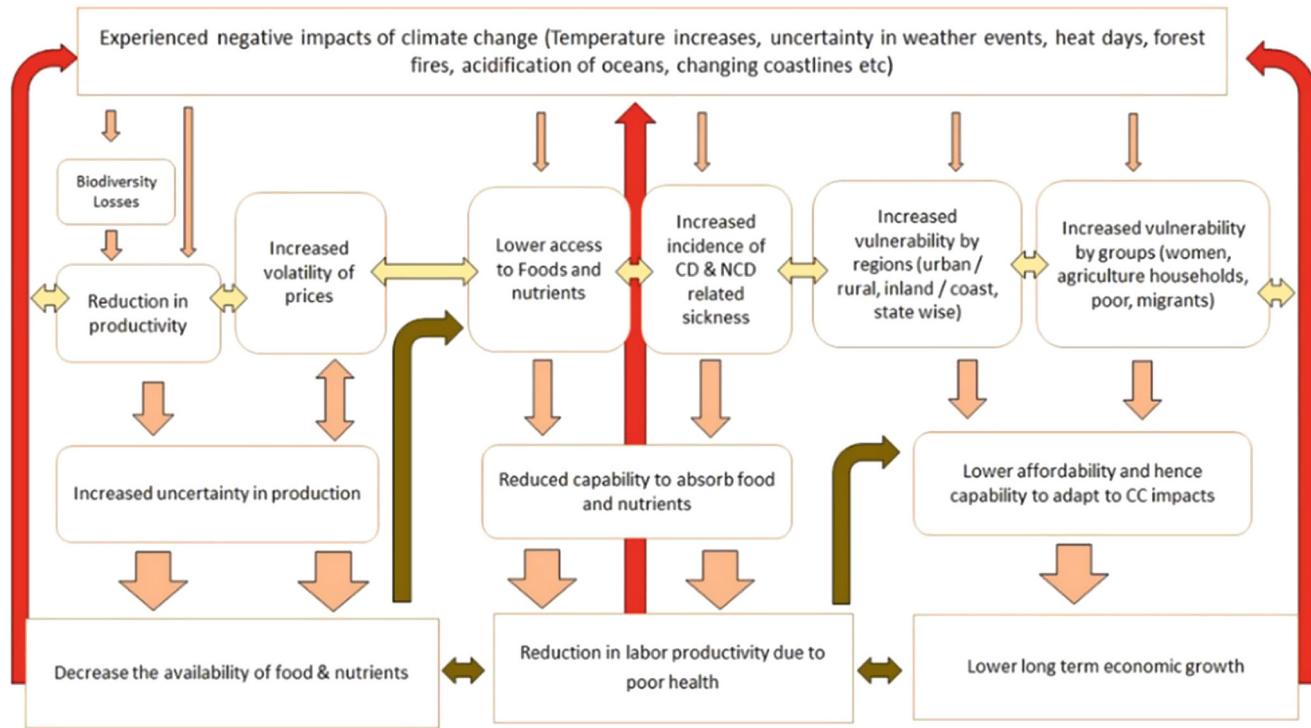 Experienced negative impacts of climate change (Temperature increases, uncertainty in weather events, heat days, forest
fires, acidification of oceans, changing coastlines etc)
Biodiversity
Losses
Reduction in
productivity
Increased
volatility of
prices
Lower access
to Foods and
nutrients
Increased
incidence of
CD & NCD
related
sickness
Increased
vulnerability by
regions (urban /
rural, inland / coast,
state wise)
Increased vulnerability
by groups (women,
agriculture households,
poor, migrants)
Increased uncertainty in production
Reduced capability to absorb food
and nutrients
Lower affordability and hence
capability to adapt to CC impacts
Decrease the availability of food & nutrients
Reduction in labor productivity due to
poor health
Lower long term economic growth